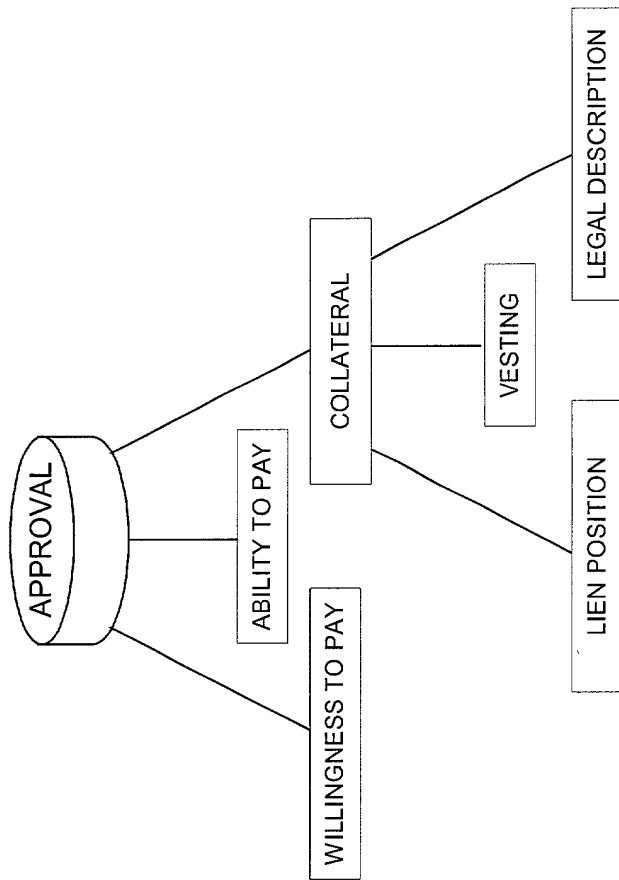 APPROVAL
WILLINGNESS TO PAY
ABILITY TO PAY
COLLATERAL
LIEN POSITION
VESTING
LEGAL DESCRIPTION